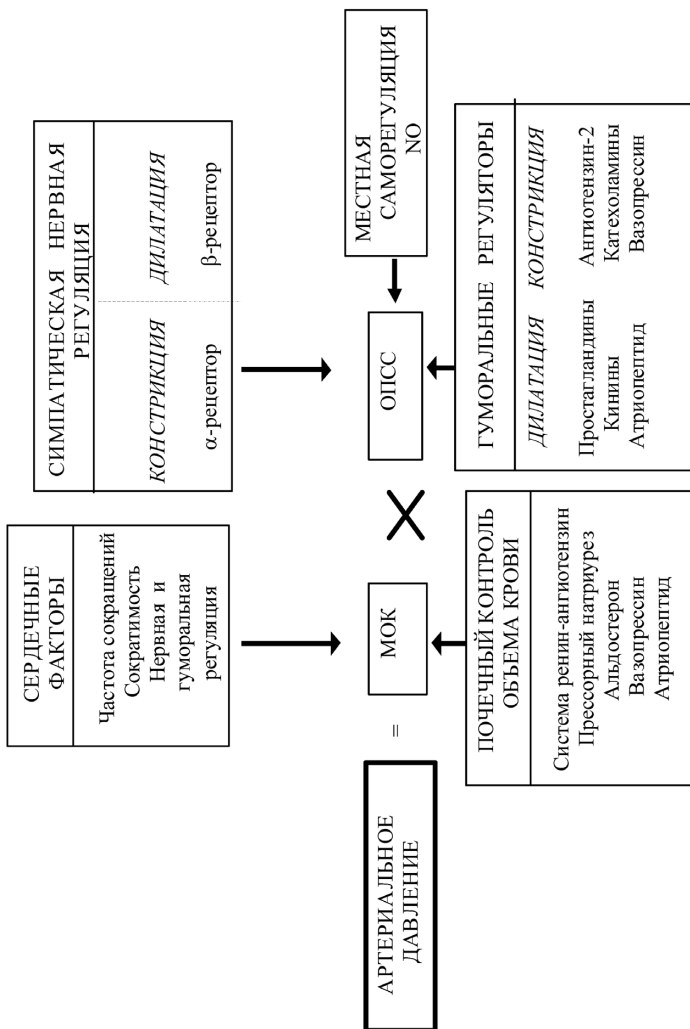 СЕРДЕЧНЫЕ
ФАКТОРЫ
Частота сокращений
Сократимость
Нервная и
гуморальная
регуляция
СИМПАТИЧЕСКАЯ НЕРВНАЯ
РЕГУЛЯЦИЯ
КОНСТРИКЦИЯ ДИЛАТАЦИЯ
α-рецептор β-рецептор
АРТЕРИАЛЬНОЕ
ДАВЛЕНИЕ
=
МОК
ОПСС
МЕСТНАЯ
САМОРЕГУЛЯЦИЯ
NO
ПОЧЕЧНЫЙ КОНТРОЛЬ
ОБЪЕМА КРОВИ
Система ренин-ангиотензин
Прессорный натриурез
Альдостерон
Вазопрессин
Атриопептид
ГУМОРАЛЬНЫЕ РЕГУЛЯТОРЫ
ДИЛАТАЦИЯ КОНСТРИКЦИЯ
Простагландины Ангиотензин-2
Кинины Катехоламины
Атриопептид Вазопрессин